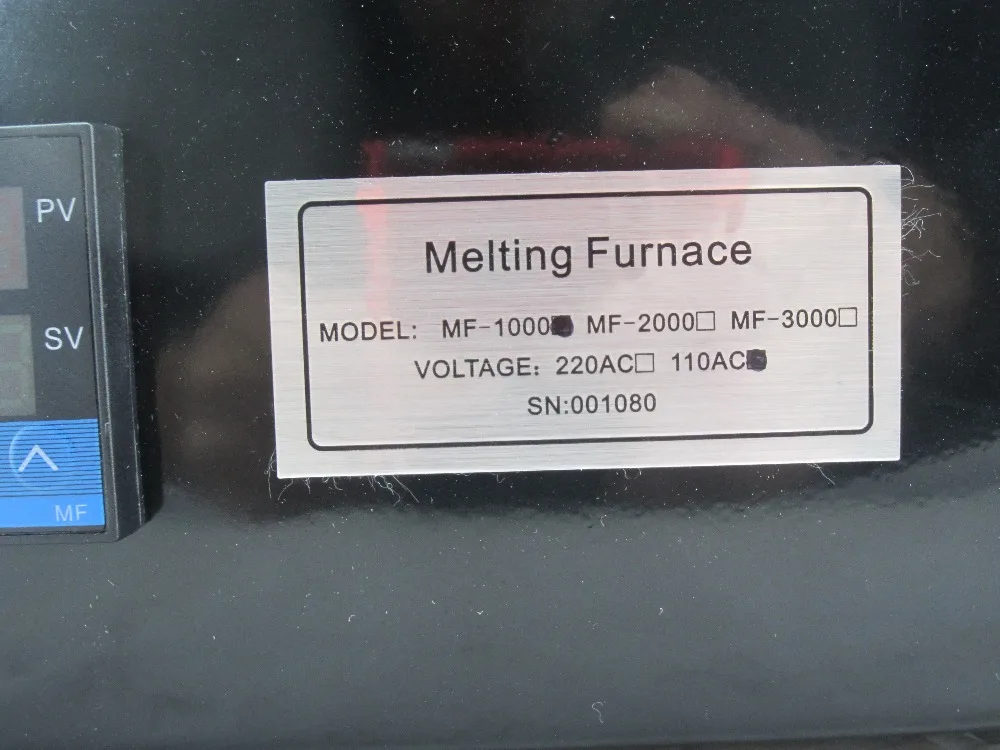 PV
SV
MF
Melting Furnace
MODEL: MF-1000■ MF-2000□ MF-3000□
VOLTAGE: 220AC□ 110AC■
SN:001080